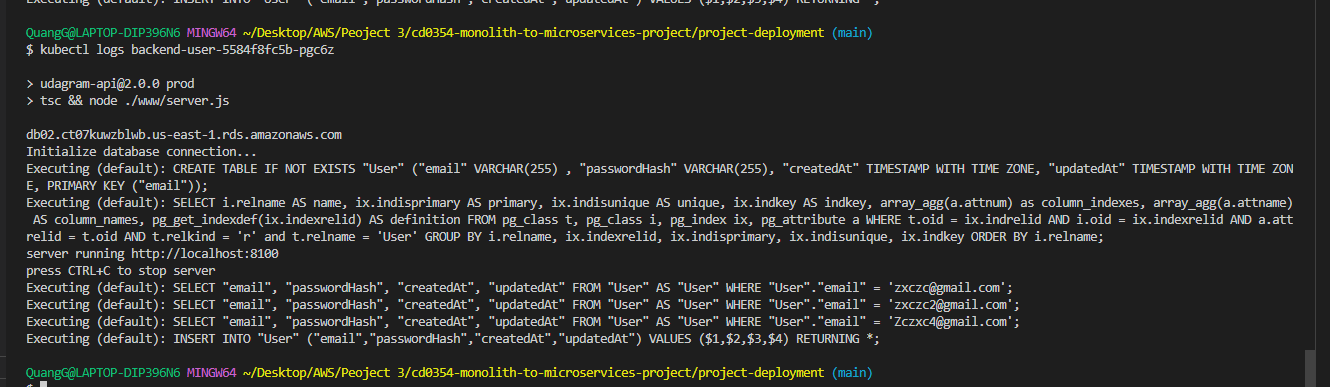 Executing (default): INSERT INTO "User" ("email","passwordHash","createdAt","updatedAt") VALUES ($1,$2,$3,$4) RETURNING *;
QuangG@LAPTOP-DIP396N6 MINGW64 ~/Desktop/AWS/Peoject 3/cd0354-monolith-to-microservices-project/project-deployment (main)
$ kubectl logs backend-user-5584f8fc5b-pgc6z
> udagram-api@2.0.0 prod
> tsc && node ./www/server.js
db02.ct07kuwzblwb.us-east-1.rds.amazonaws.com
Initialize database connection...
Executing (default): CREATE TABLE IF NOT EXISTS "User" ("email" VARCHAR(255) , "passwordHash" VARCHAR(255), "createdAt" TIMESTAMP WITH TIME ZONE, "updatedAt" TIMESTAMP WITH TIME ZON
E, PRIMARY KEY ("email"));
Executing (default): SELECT i.relname AS name, ix.indisprimary AS primary, ix.indisunique AS unique, ix.indkey AS indkey, array_agg(a.attnum) as column_indexes, array_agg(a.attname)
AS column_names, pg_get_indexdef(ix.indexrelid) AS definition FROM pg_class t, pg_class i, pg_index ix, pg_attribute a WHERE t.oid = ix.indrelid AND i.oid = ix.indexrelid AND a.att
relid = t.oid AND t.relkind = 'r' and t.relname = 'User' GROUP BY i.relname, ix.indexrelid, ix.indisprimary, ix.indisunique, ix.indkey ORDER BY i.relname;
server running http://localhost:8100
press CTRL+C to stop server
Executing (default): SELECT "email", "passwordHash", "createdAt", "updatedAt" FROM "User" AS "User" WHERE "User"."email" = 'zxczc@gmail.com';
Executing (default): SELECT "email", "passwordHash", "createdAt", "updatedAt" FROM "User" AS "User" WHERE "User"."email" = 'zxczc2@gmail.com';
Executing (default): SELECT "email", "passwordHash", "createdAt", "updatedAt" FROM "User" AS "User" WHERE "User"."email" = 'Zczxc4@gmail.com';
Executing (default): INSERT INTO "User" ("email","passwordHash","createdAt","updatedAt") VALUES ($1,$2,$3,$4) RETURNING *;
QuangG@LAPTOP-DIP396N6 MINGW64 ~/Desktop/AWS/Peoject 3/cd0354-monolith-to-microservices-project/project-deployment (main)
$